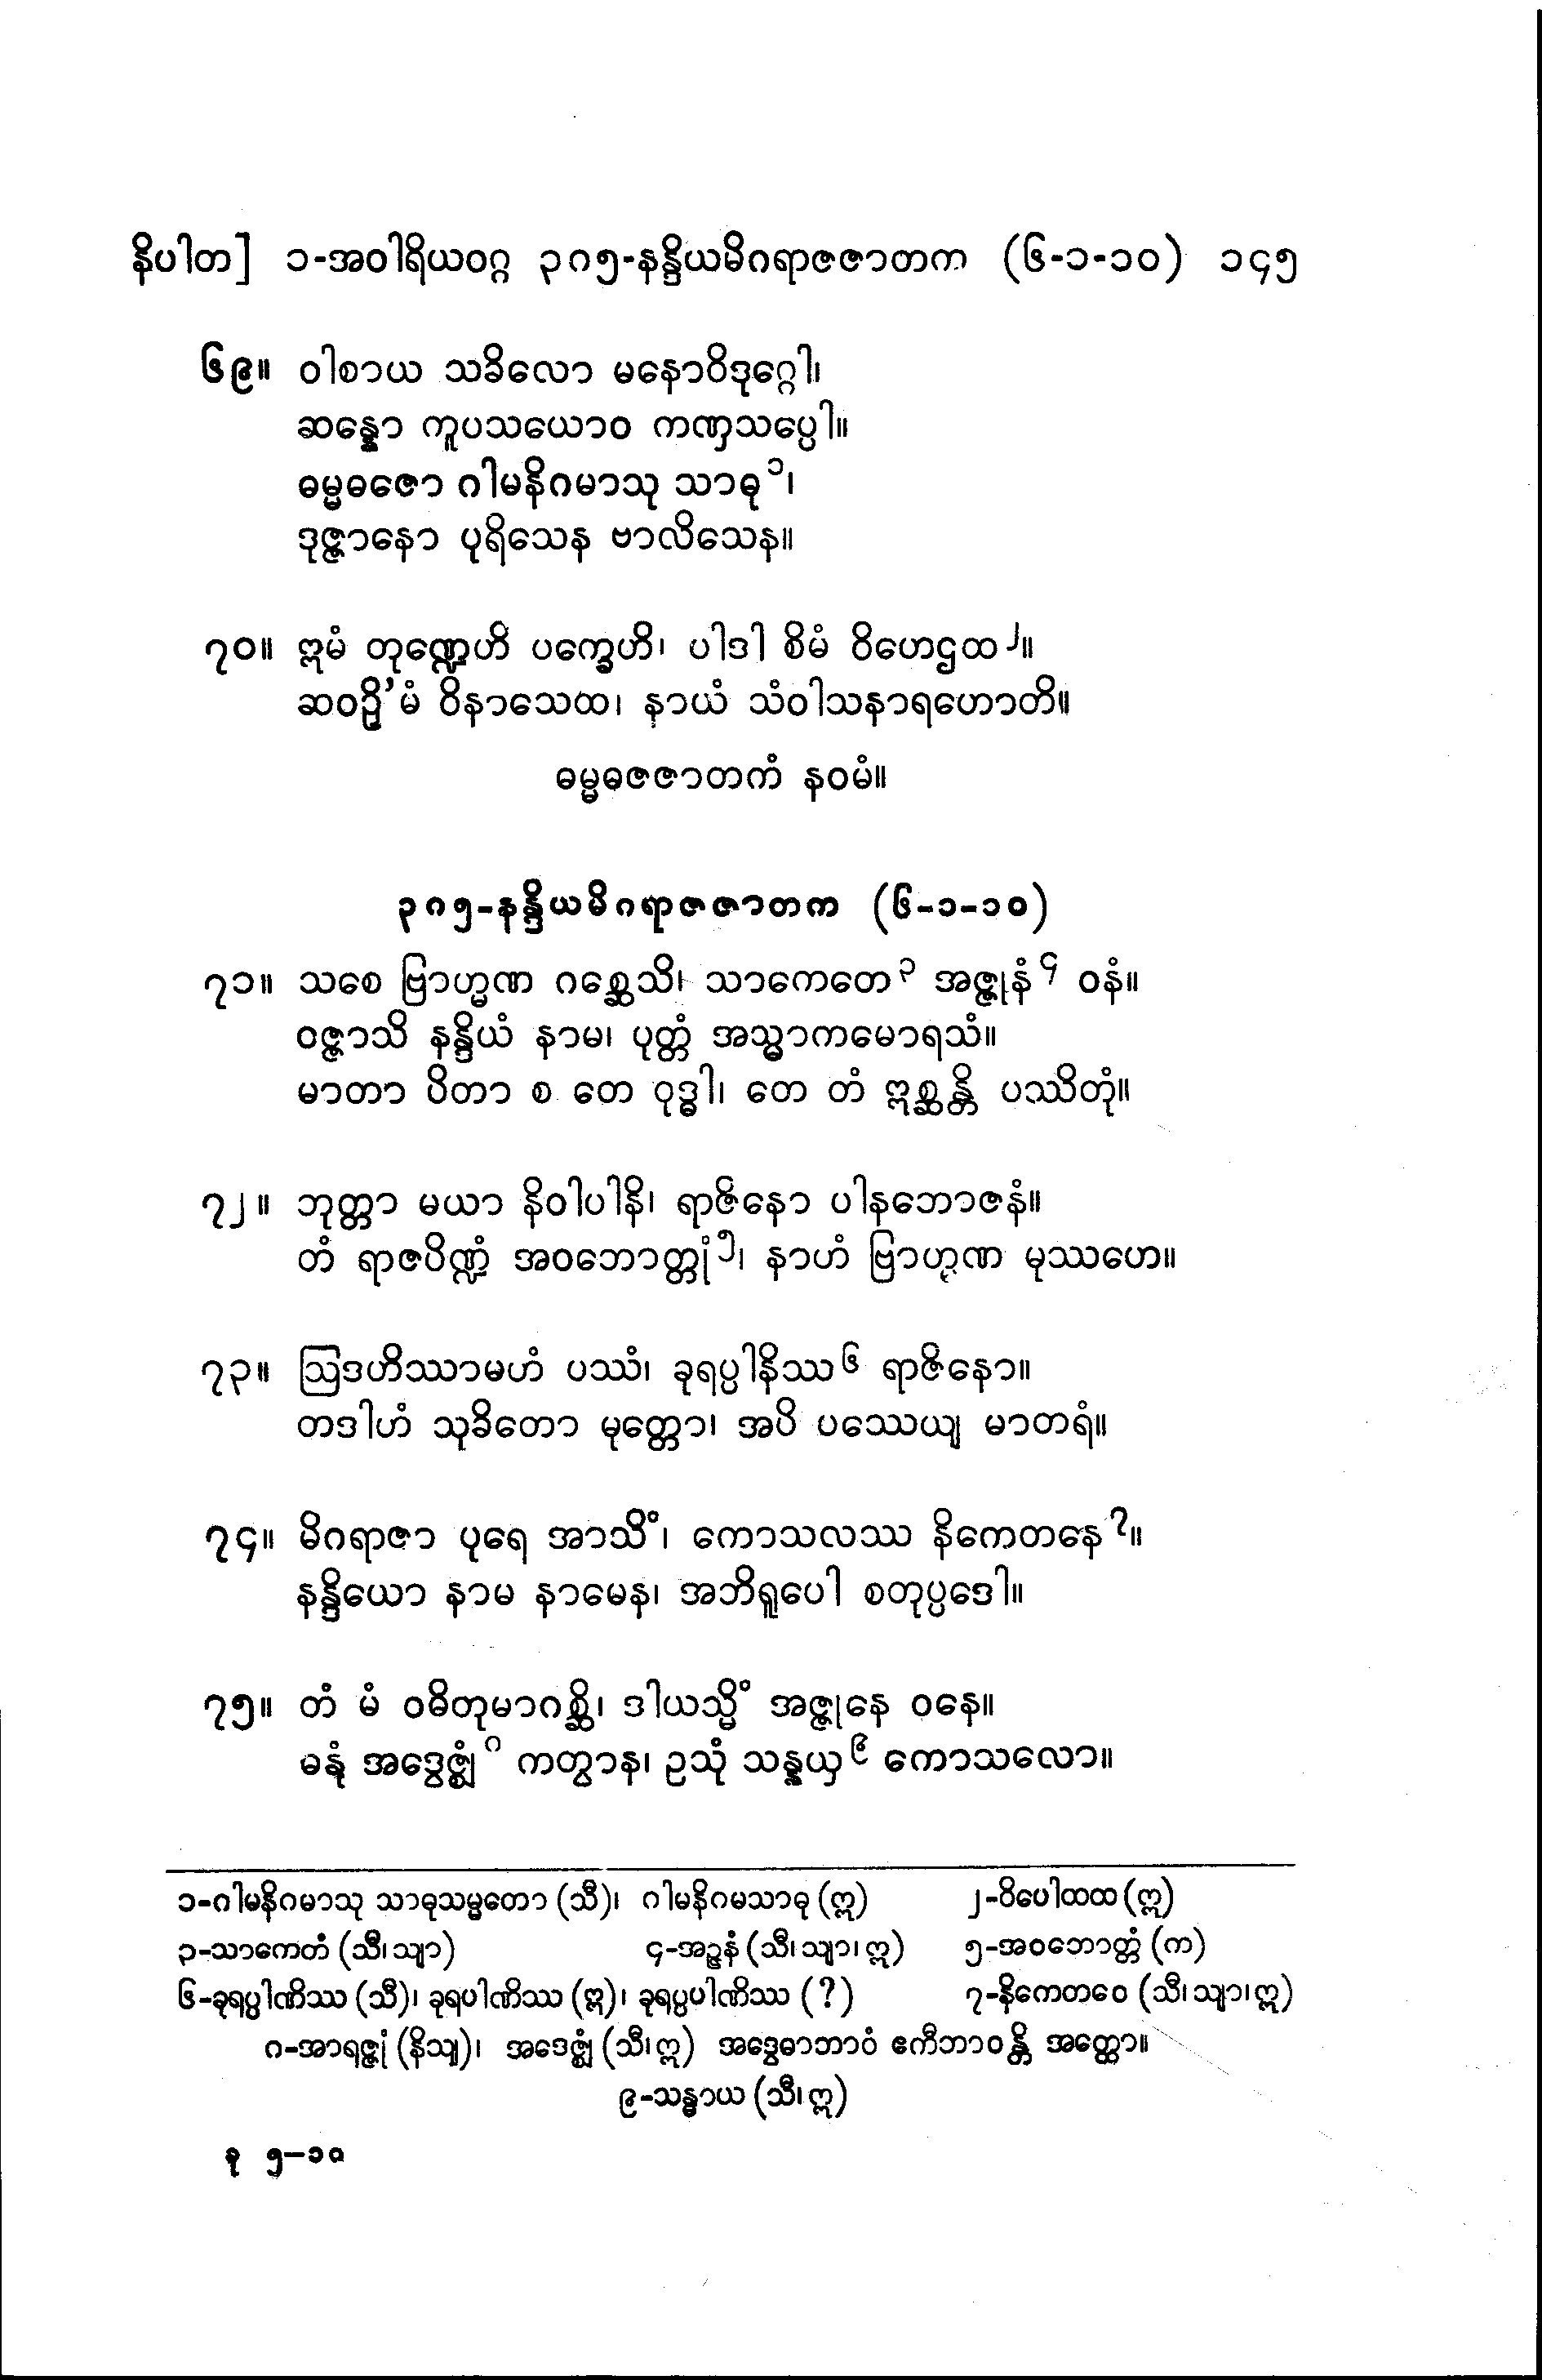 နိပါတ] ၁-အဝါရိယဝဂ္ဂ ၃၈၅-နန္ဒိယမိဂရာဇဇာတက (၆-၁-၁၀) ၁၄၅
၆၉။ ဝါစာယ သခိလော မနောဝိဒုဂ္ဂေါ၊
ဆန္နော ကူပသယောဝ ကဏှသပ္ပေါ။
ဓမ္မဓဇော ဂါမနိဂမာသု သာဓု၁၊
ဒုဇ္ဇာနော ပုရိသေန ဗာလိသေန။
၇၀။ ဣမံ တုဏ္ဍေဟိ ပက္ခေဟိ၊ ပါဒါ စိမံ ဝိဟေဌထ၂။
ဆဝဉှိ’မံ ဝိနာသေထ၊ နာယံ သံဝါသနာရဟောတိ။
ဓမ္မဓဇဇာတကံ နဝမံ။
၃၈၅-နန္ဒိယမိဂရာဇဇာတက (၆-၁-၁၀)
၇၁။ သစေ ဗြာဟ္မဏ ဂစ္ဆေသိ၊ သာကေတေ၃ အဇ္ဇုနံ၄ ဝနံ။
ဝဇ္ဇာသိ နန္ဒိယံ နာမ၊ ပုတ္တံ အသ္မာကမောရသံ။
မာတာ ပိတာ စ တေ ဝုဒ္ဓါ၊ တေ တံ ဣစ္ဆန္တိ ပဿိတုံ။
၇၂။ ဘုတ္တာ မယာ နိဝါပါနိ၊ ရာဇိနော ပါနဘောဇနံ။
တံ ရာဇပိဏ္ဍံ အဝဘောတ္တုံ၅၊ နာဟံ ဗြာဟ္မဏ မုဿဟေ။
၇၃။ ဩဒဟိဿာမဟံ ပဿံ၊ ခုရပ္ပါနိဿ၆ ရာဇိနော။
တဒါဟံ သုခိတော မုတ္တော၊ အပိ ပဿေယျ မာတရံ။
၇၄။ မိဂရာဇာ ပုရေ အာသိံ၊ ကောသလဿ နိကေတနေ၇။
နန္ဒိယော နာမ နာမေန၊ အဘိရူပေါ စတုပ္ပဒေါ။
၇၅။ တံ မံ ဝဓိတုမာဂစ္ဆိ၊ ဒါယသ္မိံ အဇ္ဇုနေ ဝနေ။
ဓနုံ အဒွေဇ္ဈံ၈ ကတွာန၊ ဥသုံ သန္နယှ၉ ကောသလော။
၁-ဂါမနိဂမာသု သာဓုသမ္မတော (သီ)၊ ဂါမနိဂမသာဓု (ဣ) ၂-ဝိပေါထထ (ဣ)
၃-သာကေတံ (သီ၊ သျာ) ၄-အဉ္ဇနံ (သီ၊ သျာ၊ ဣ) ၅-အဝဘောတ္တံ (က)
၆-ခုရပ္ပါဏိဿ (သီ)၊ ခုရပါဏိဿ (ဣ)၊ ခုရပ္ပပါဏိဿ (?) ၇-နိကေတဝေ (သီ၊ သျာ၊ ဣ)
၈-အာရဇ္ဇုံ (နိသျ)၊ အဒေဇ္ဈံ (သီ၊ ဣ) အဒွေဓာဘာဝံ ဧကီဘာဝန္တိ အတ္ထော။
၉-သန္ဓာယ (သီ၊ ဣ)
ခု ၅–၁၀